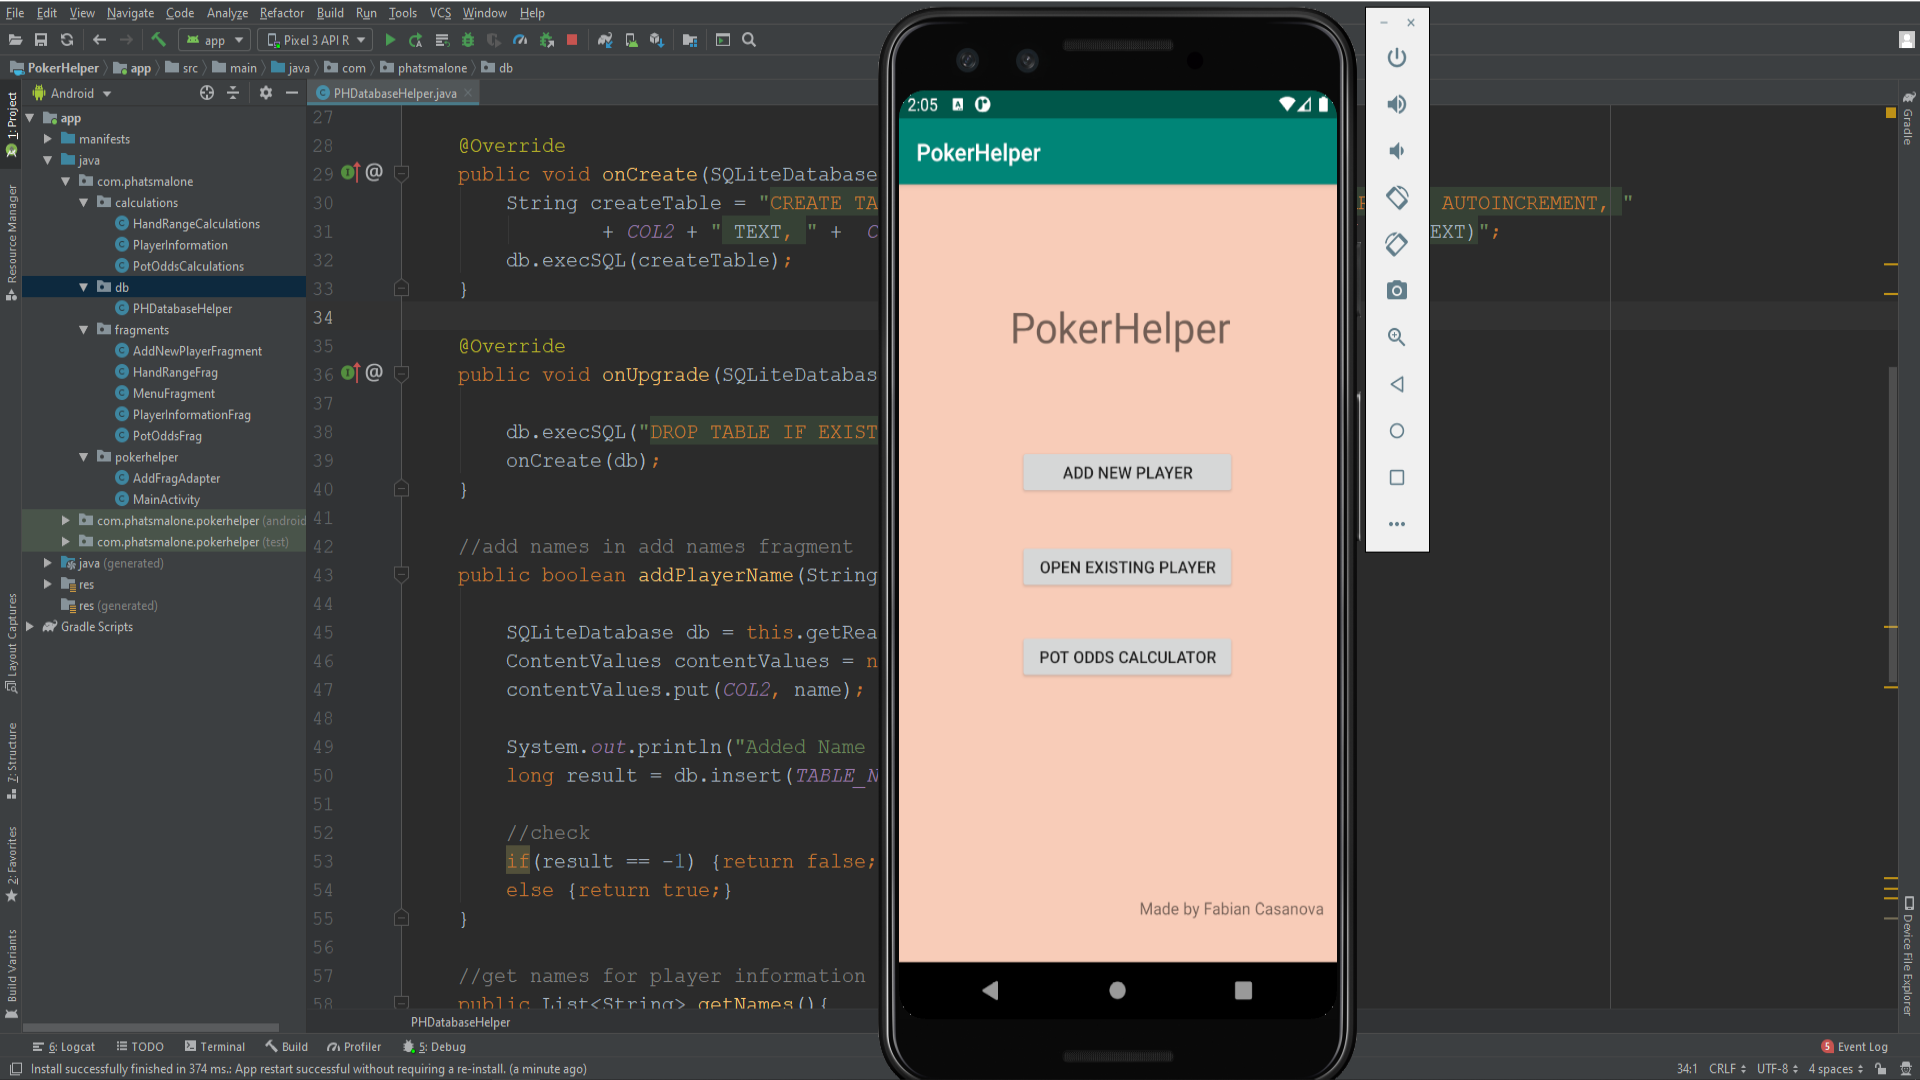 File Edit View Navigate Code Analyze Refactor Build Run Tools VCS Window Help
app Pixel 3 API R
PokerHelper app src main java com phatsmalone db
Android
PHDatabaseHelper.java
1: Project
Resource Manager
Layout Captures
7: Structure
2: Favorites
Build Variants
app
manifests
java
com.phatsmalone
calculations
HandRangeCalculations
PlayerInformation
PotOddsCalculations
db
PHDatabaseHelper
fragments
AddNewPlayerFragment
HandRangeFrag
MenuFragment
PlayerInformationFrag
PotOddsFrag
pokerhelper
AddFragAdapter
MainActivity
com.phatsmalone.pokerhelper (android
com.phatsmalone.pokerhelper (test)
java (generated)
res
res (generated)
Gradle Scripts
27
28 @Override
29 @ public void onCreate(SQLiteDatabase
30 String createTable = "CREATE TA AUTOINCREMENT, "
31 + COL2 + " TEXT, " + C EXT)";
32 db.execSQL(createTable);
33 }
34
35 @Override
36 @ public void onUpgrade(SQLiteDatabas
37
38 db.execSQL("DROP TABLE IF EXIST
39 onCreate(db);
40 }
41
42 //add names in add names fragment
43 public boolean addPlayerName(String
44
45 SQLiteDatabase db = this.getRea
46 ContentValues contentValues = n
47 contentValues.put(COL2, name);
48
49 System.out.println("Added Name
50 long result = db.insert(TABLE_N
51
52 //check
53 if(result == -1) {return false;
54 else {return true;}
55 }
56
57 //get names for player information
58 public List<String> getNames(){
PHDatabaseHelper
2:05
PokerHelper
PokerHelper
ADD NEW PLAYER
OPEN EXISTING PLAYER
POT ODDS CALCULATOR
Made by Fabian Casanova
Gradle
Device File Explorer
6: Logcat TODO Terminal Build Profiler 5: Debug 5 Event Log
Install successfully finished in 374 ms.: App restart successful without requiring a re-install. (a minute ago) 34:1 CRLF UTF-8 4 spaces